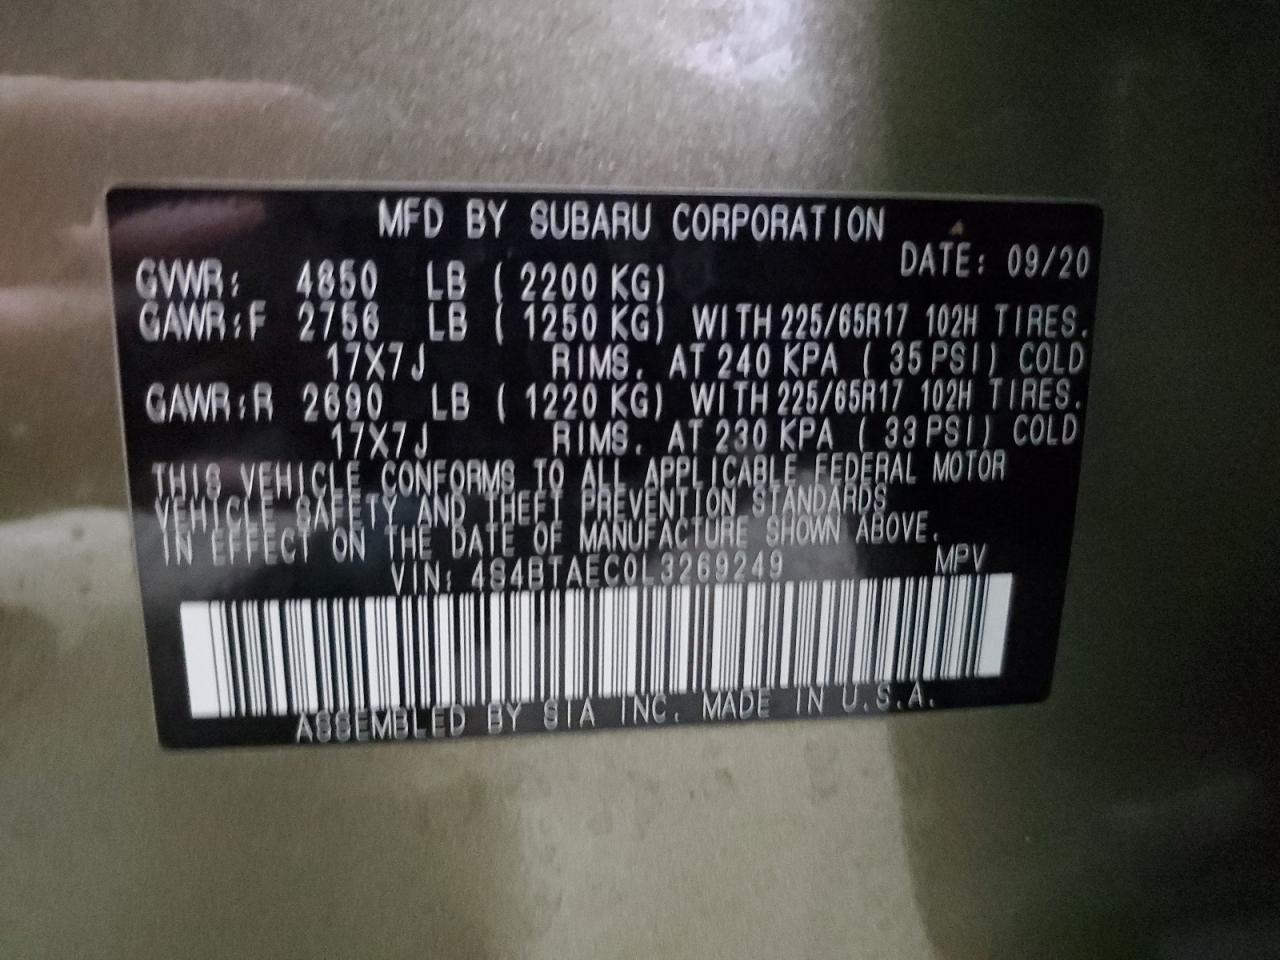 MFD BY SUBARU CORPORATION
DATE: 09/20
GVWR: 4850 LB ( 2200 KG)
GAWR:F 2756 LB ( 1250 KG) WITH 225/65R17 102H TIRES.
17X7J RIMS. AT 240 KPA ( 35 PSI) COLD
GAWR:R 2690 LB ( 1220 KG) WITH 225/65R17 102H TIRES.
17X7J RIMS. AT 230 KPA ( 33 PSI) COLD
THIS VEHICLE CONFORMS TO ALL APPLICABLE FEDERAL MOTOR
VEHICLE SAFETY AND THEFT PREVENTION STANDARDS
IN EFFECT ON THE DATE OF MANUFACTURE SHOWN ABOVE.
VIN: 4S4BTAEC0L3269249 MPV
ASSEMBLED BY SIA INC. MADE IN U.S.A.